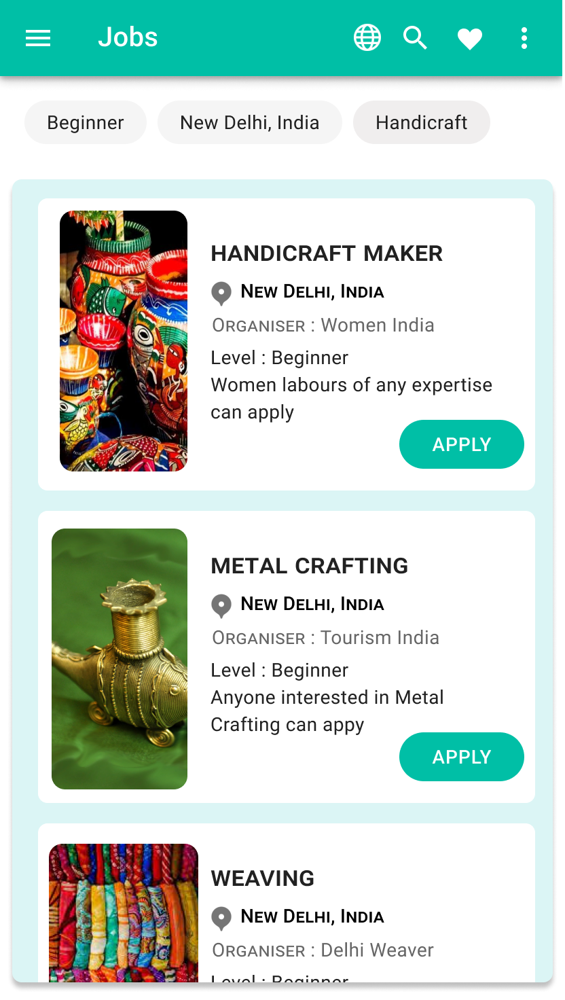 Jobs
Beginner
New Delhi, India
Handicraft
HANDICRAFT MAKER
New Delhi, India
Organiser : Women India
Level : Beginner
Women labours of any expertise
can apply
APPLY
METAL CRAFTING
New Delhi, India
Organiser : Tourism India
Level : Beginner
Anyone interested in Metal
Crafting can appy
APPLY
WEAVING
New Delhi, India
Organiser : Delhi Weaver
Level : Beginner